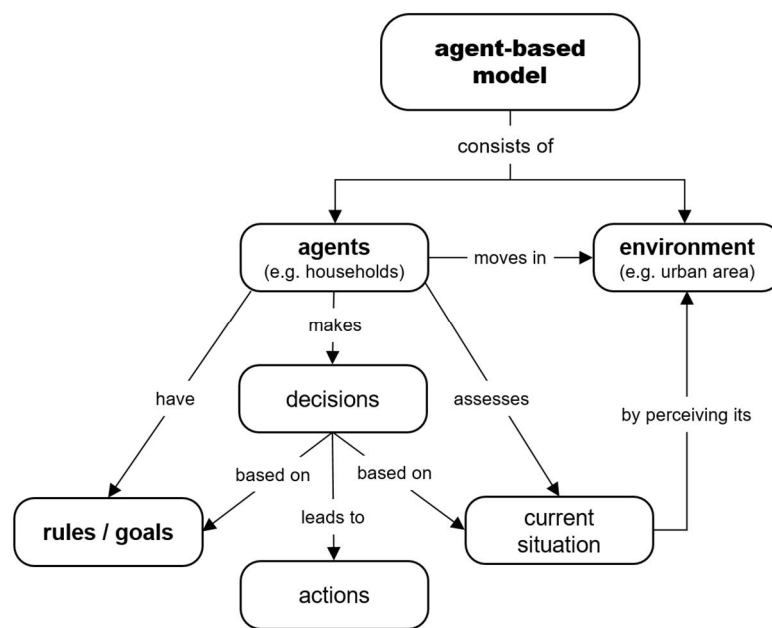 agent-based
model
consists of
agents
(e.g. households)
moves in
environment
(e.g. urban area)
makes
have
decisions
assesses
by perceiving its
based on
based on
leads to
rules / goals
current
situation
actions